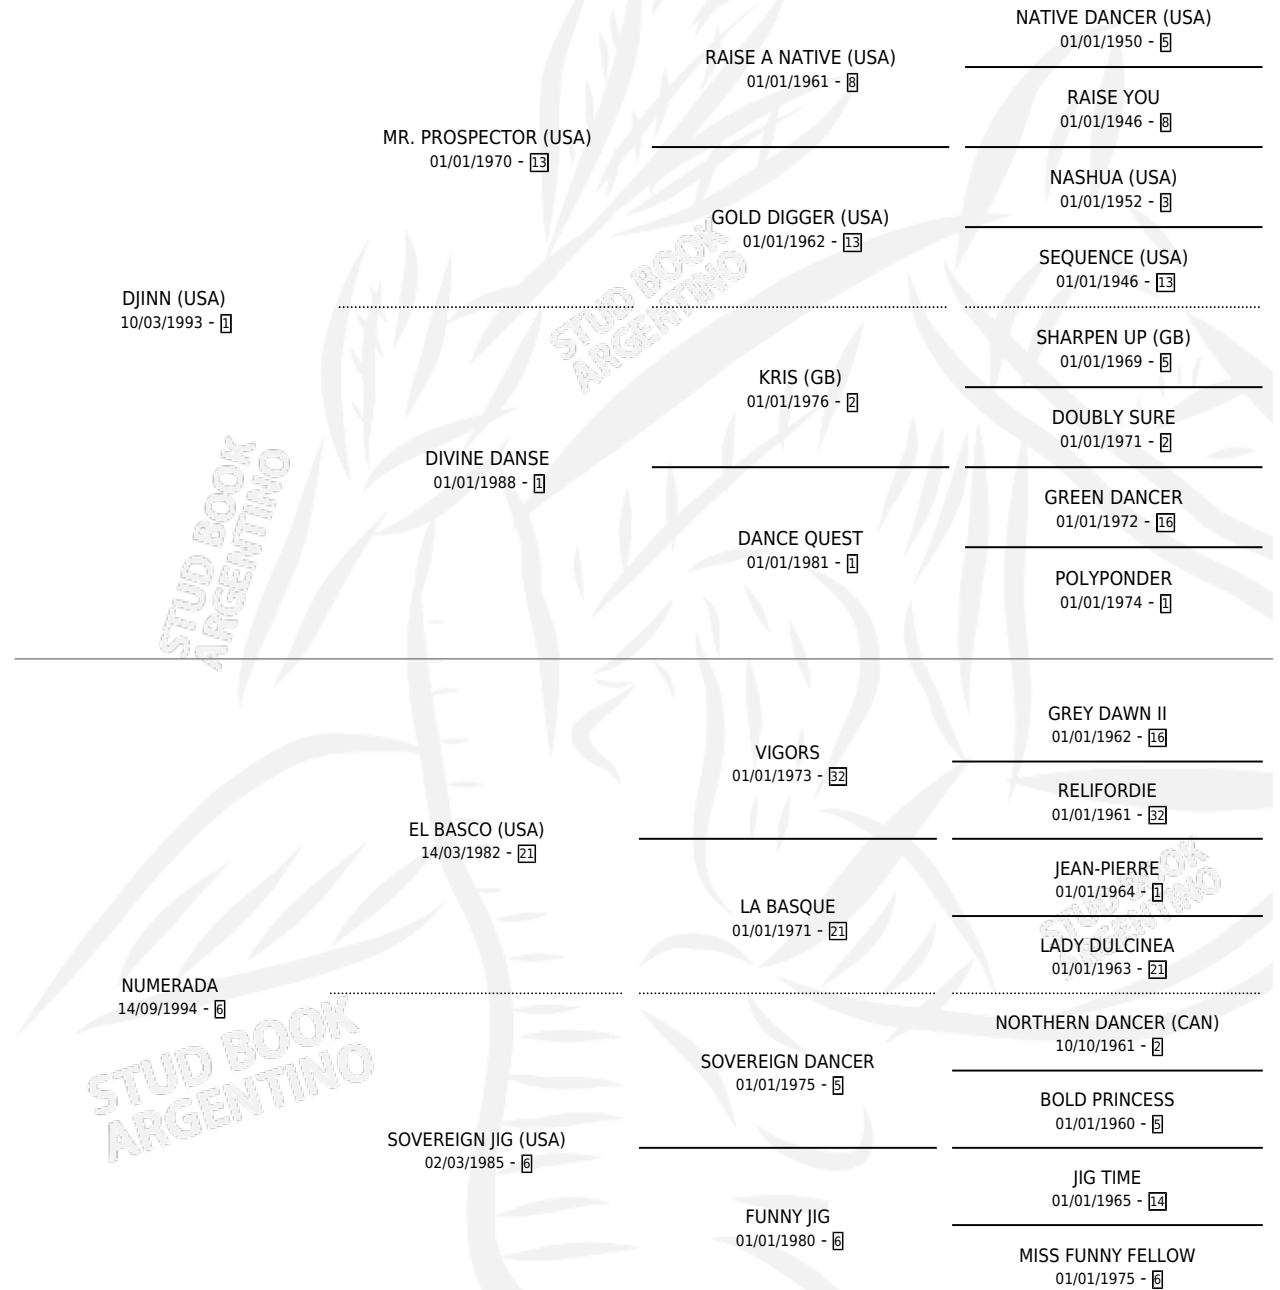 NATIVE DANCER (USA)
01/01/1950 - 5
RAISE A NATIVE (USA)
01/01/1961 - 8
RAISE YOU
01/01/1946 - 8
MR. PROSPECTOR (USA)
01/01/1970 - 13
NASHUA (USA)
01/01/1952 - 3
GOLD DIGGER (USA)
01/01/1962 - 13
SEQUENCE (USA)
01/01/1946 - 13
DJINN (USA)
10/03/1993 - 1
SHARPEN UP (GB)
01/01/1969 - 5
KRIS (GB)
01/01/1976 - 2
DOUBLY SURE
01/01/1971 - 2
DIVINE DANSE
01/01/1988 - 1
GREEN DANCER
01/01/1972 - 16
DANCE QUEST
01/01/1981 - 1
POLYPONDER
01/01/1974 - 1
GREY DAWN II
01/01/1962 - 16
VIGORS
01/01/1973 - 32
RELIFORDIE
01/01/1961 - 32
EL BASCO (USA)
14/03/1982 - 21
JEAN-PIERRE
01/01/1964 - 1
LA BASQUE
01/01/1971 - 21
LADY DULCINEA
01/01/1963 - 21
NUMERADA
14/09/1994 - 6
NORTHERN DANCER (CAN)
10/10/1961 - 2
SOVEREIGN DANCER
01/01/1975 - 5
BOLD PRINCESS
01/01/1960 - 5
SOVEREIGN JIG (USA)
02/03/1985 - 6
JIG TIME
01/01/1965 - 14
FUNNY JIG
01/01/1980 - 6
MISS FUNNY FELLOW
01/01/1975 - 6
STUD BOOK
ARGENTINO
STUD BOOK
ARGENTINO
STUD BOOK
ARGENTINO
STUD BOOK
ARGENTINO